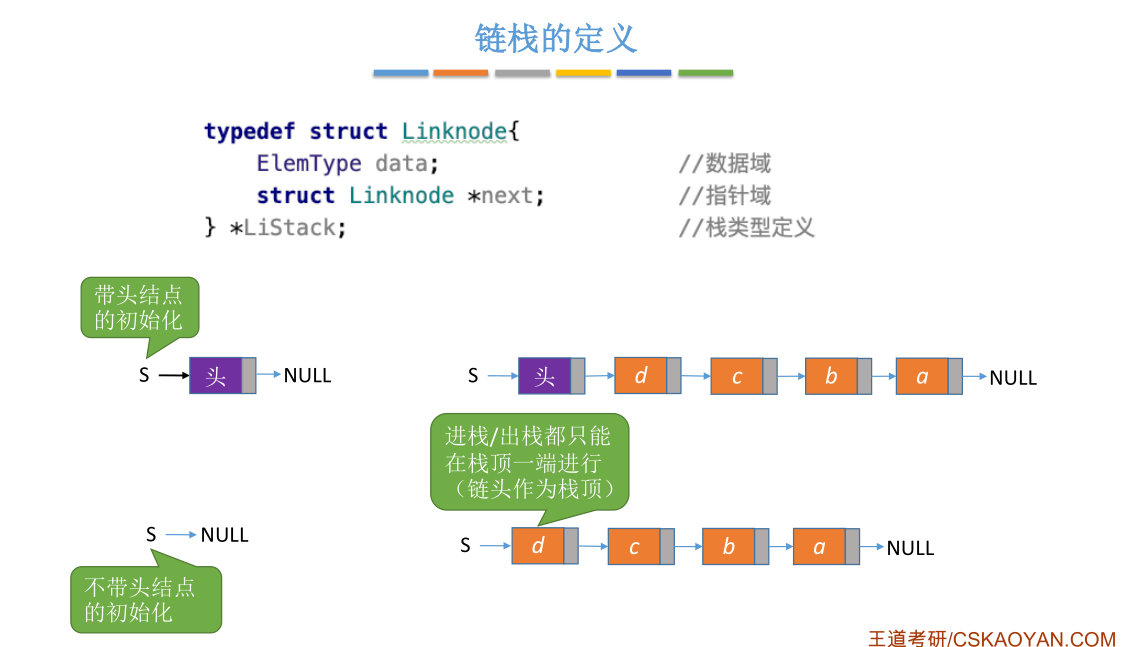 链栈的定义
typedef struct Linknode{
ElemType data; //数据域
struct Linknode *next; //指针域
} *LiStack; //栈类型定义
带头结点
的初始化
S 头 NULL
S 头 d c b a NULL
进栈/出栈都只能
在栈顶一端进行
（链头作为栈顶）
S NULL
S d c b a NULL
不带头结点
的初始化
王道考研/CSKAOYAN.COM